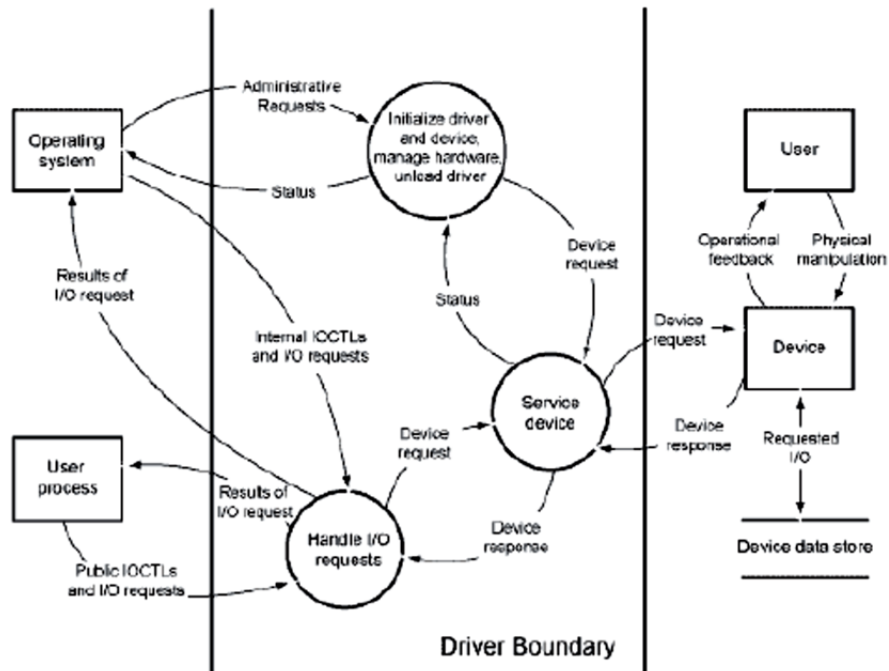 Administrative
Requests
Operating
system
Initialize driver
and device,
manage hardware,
unload driver
User
Status
Device
request
Operational
feedback
Physical
manipulation
Results of
I/O request
Status
Internal IOCTLs
and I/O requests
Device
request
Device
Service
device
Device
request
Device
response
Requested
I/O
User
process
Results of
I/O request
Handle I/O
requests
Device
response
Device data store
Public IOCTLs
and I/O requests
Driver Boundary